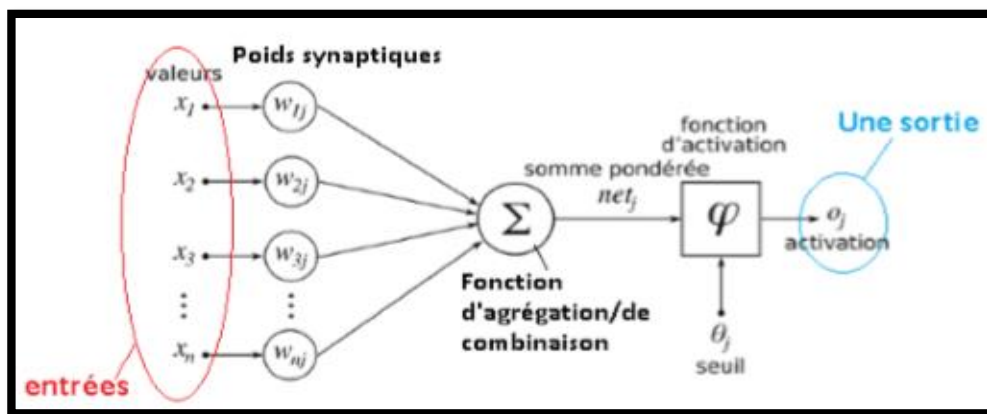 Poids synaptiques
valeurs
x1
w1j
x2
w2j
x3
w3j
⋮ ⋮
xn
wnj
entrées
Σ
Fonction
d'agrégation/de
combinaison
somme pondérée
netj
fonction
d'activation
φ
θj
seuil
Une sortie
oj
activation